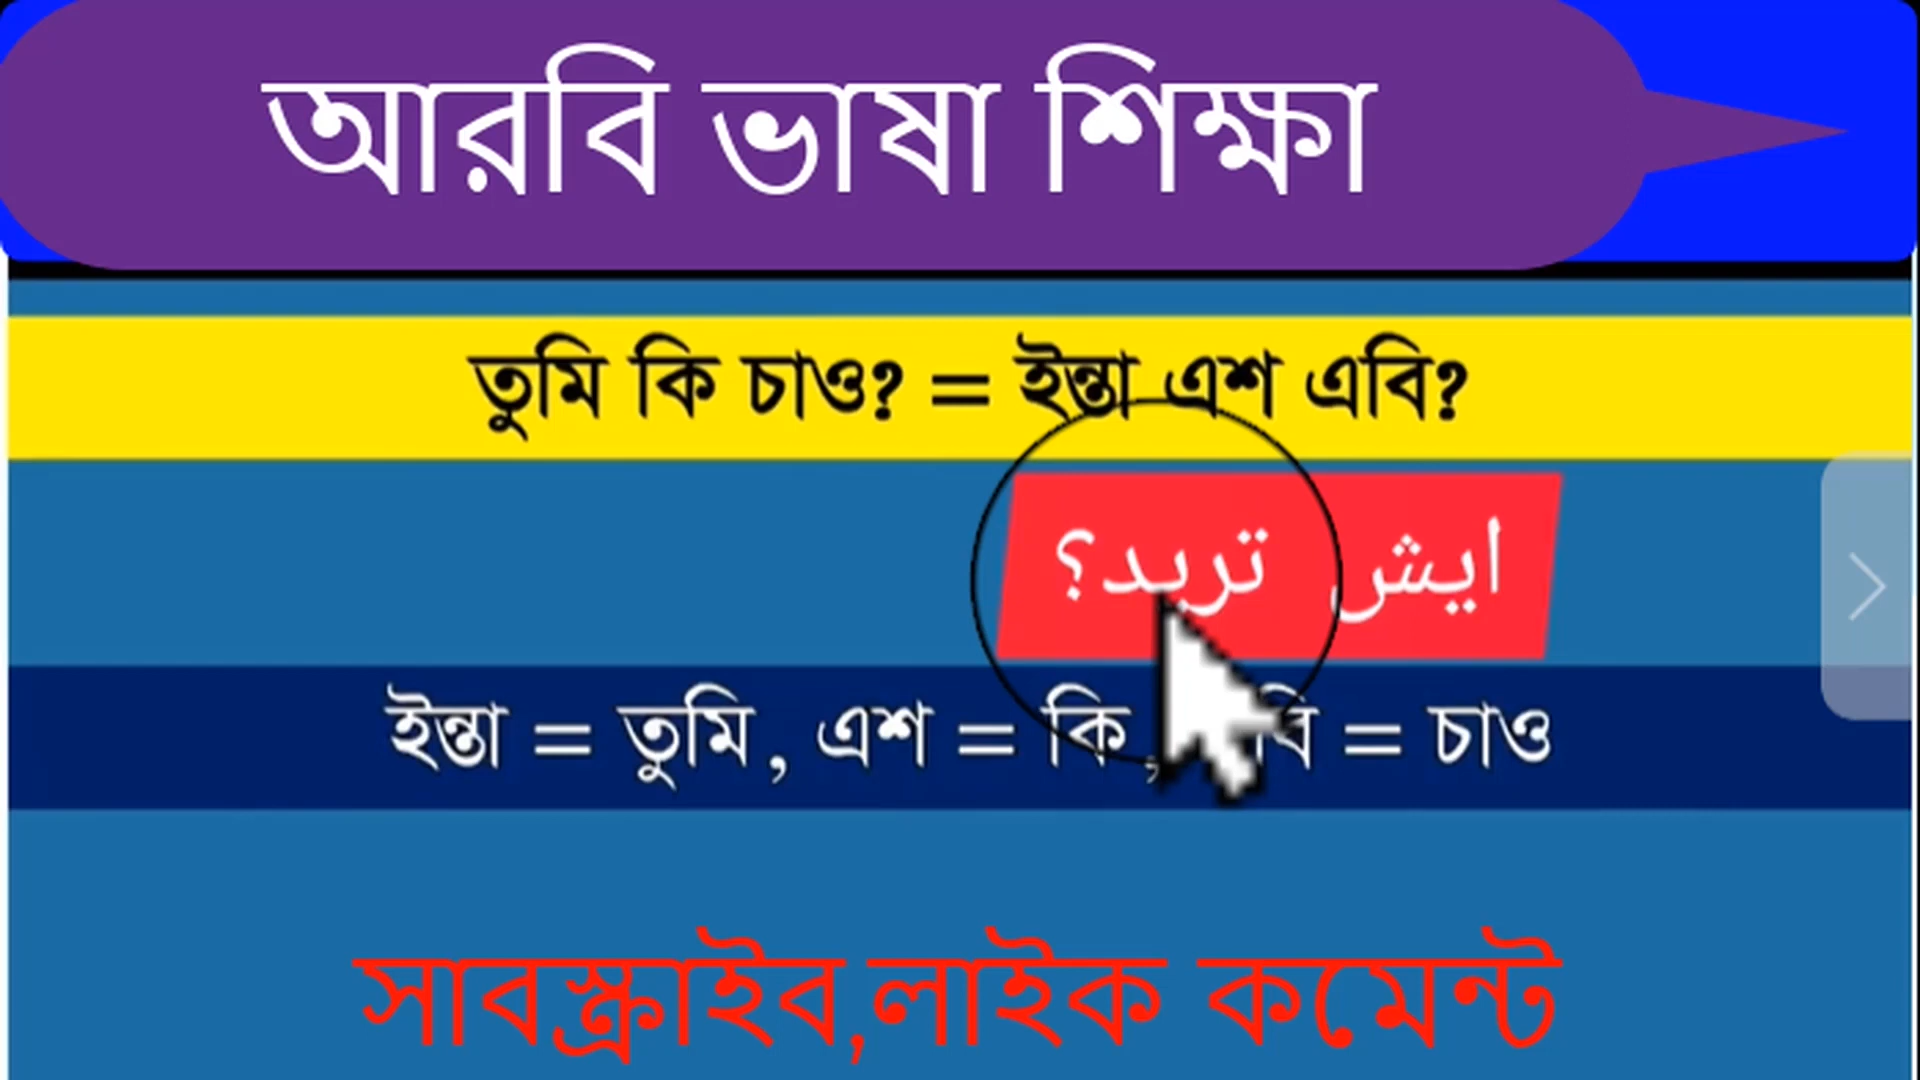 আরবি ভাষা শিক্ষা
তুমি কি চাও? = ইন্তা এশ এবি?
ايش تريد؟
ইন্তা = তুমি, এশ = কি, = চাও
সাবস্ক্রাইব,লাইক কমেন্ট